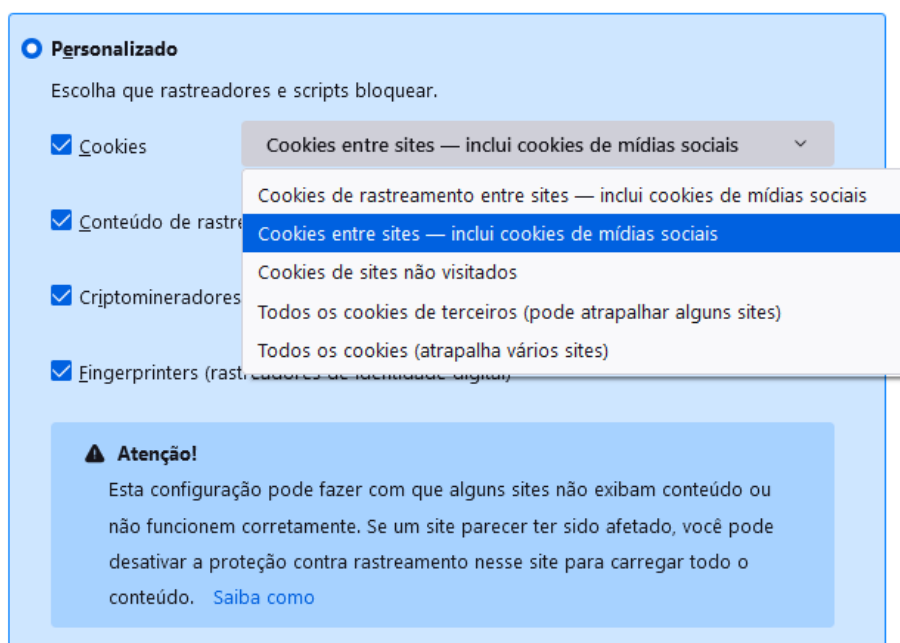 Personalizado
Escolha que rastreadores e scripts bloquear.
Cookies
Cookies entre sites — inclui cookies de mídias sociais
Cookies de rastreamento entre sites — inclui cookies de mídias sociais
Conteúdo de
Cookies entre sites — inclui cookies de mídias sociais
Cookies de sites não visitados
Criptomineradores
Todos os cookies de terceiros (pode atrapalhar alguns sites)
Todos os cookies (atrapalha vários sites)
Fingerprinters (rastreadores de identidade digital)
Atenção!
Esta configuração pode fazer com que alguns sites não exibam conteúdo ou
não funcionem corretamente. Se um site parecer ter sido afetado, você pode
desativar a proteção contra rastreamento nesse site para carregar todo o
conteúdo. Saiba como